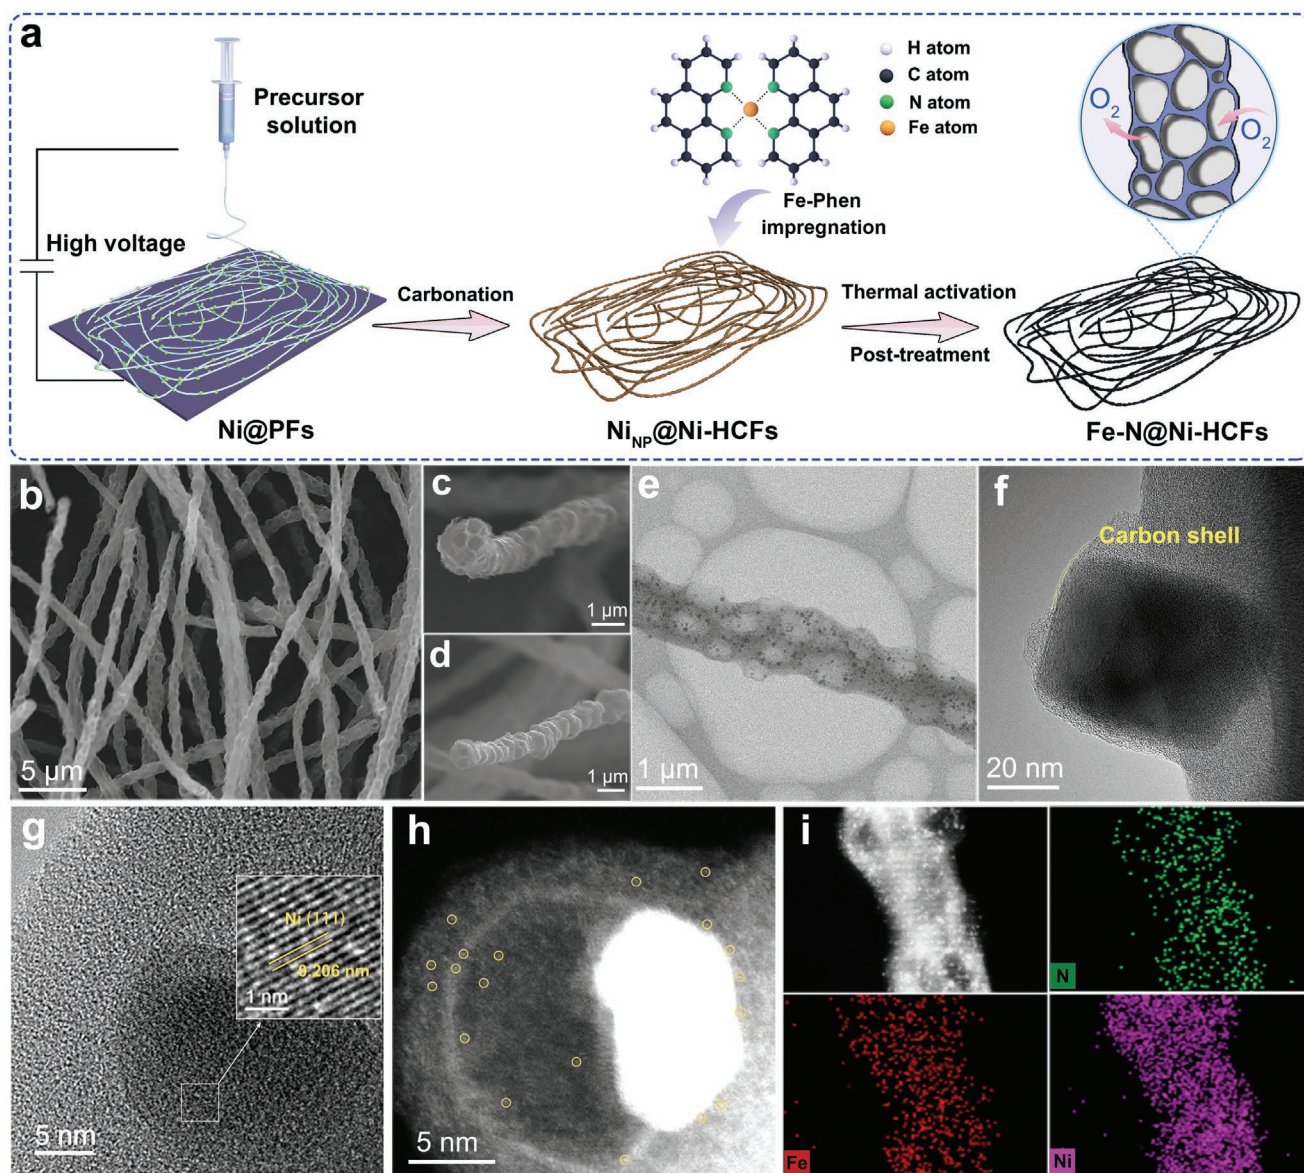 a
Precursor
solution
High voltage
Ni@PFs
Carbonation
H atom
C atom
N atom
Fe atom
Fe-Phen
impregnation
Ni_NP@Ni-HCFs
Thermal activation
Post-treatment
O2
O2
Fe-N@Ni-HCFs
b
5 μm
c
1 μm
d
1 μm
e
1 μm
f
Carbon shell
20 nm
g
Ni (111)
0.206 nm
1 nm
5 nm
h
5 nm
i
N
Fe
Ni